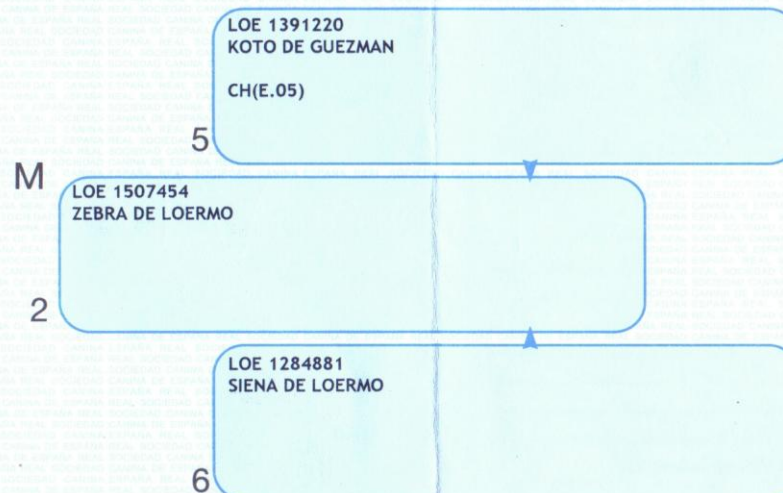 LOE 1391220
KOTO DE GUEZMAN
CH(E.05)
5
M
LOE 1507454
ZEBRA DE LOERMO
2
LOE 1284881
SIENA DE LOERMO
6